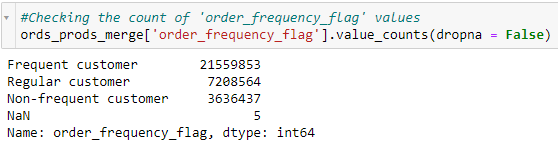 #Checking the count of 'order_frequency_flag' values
ords_prods_merge['order_frequency_flag'].value_counts(dropna = False)
Frequent customer        21559853
Regular customer          7208564
Non-frequent customer     3636437
NaN                             5
Name: order_frequency_flag, dtype: int64